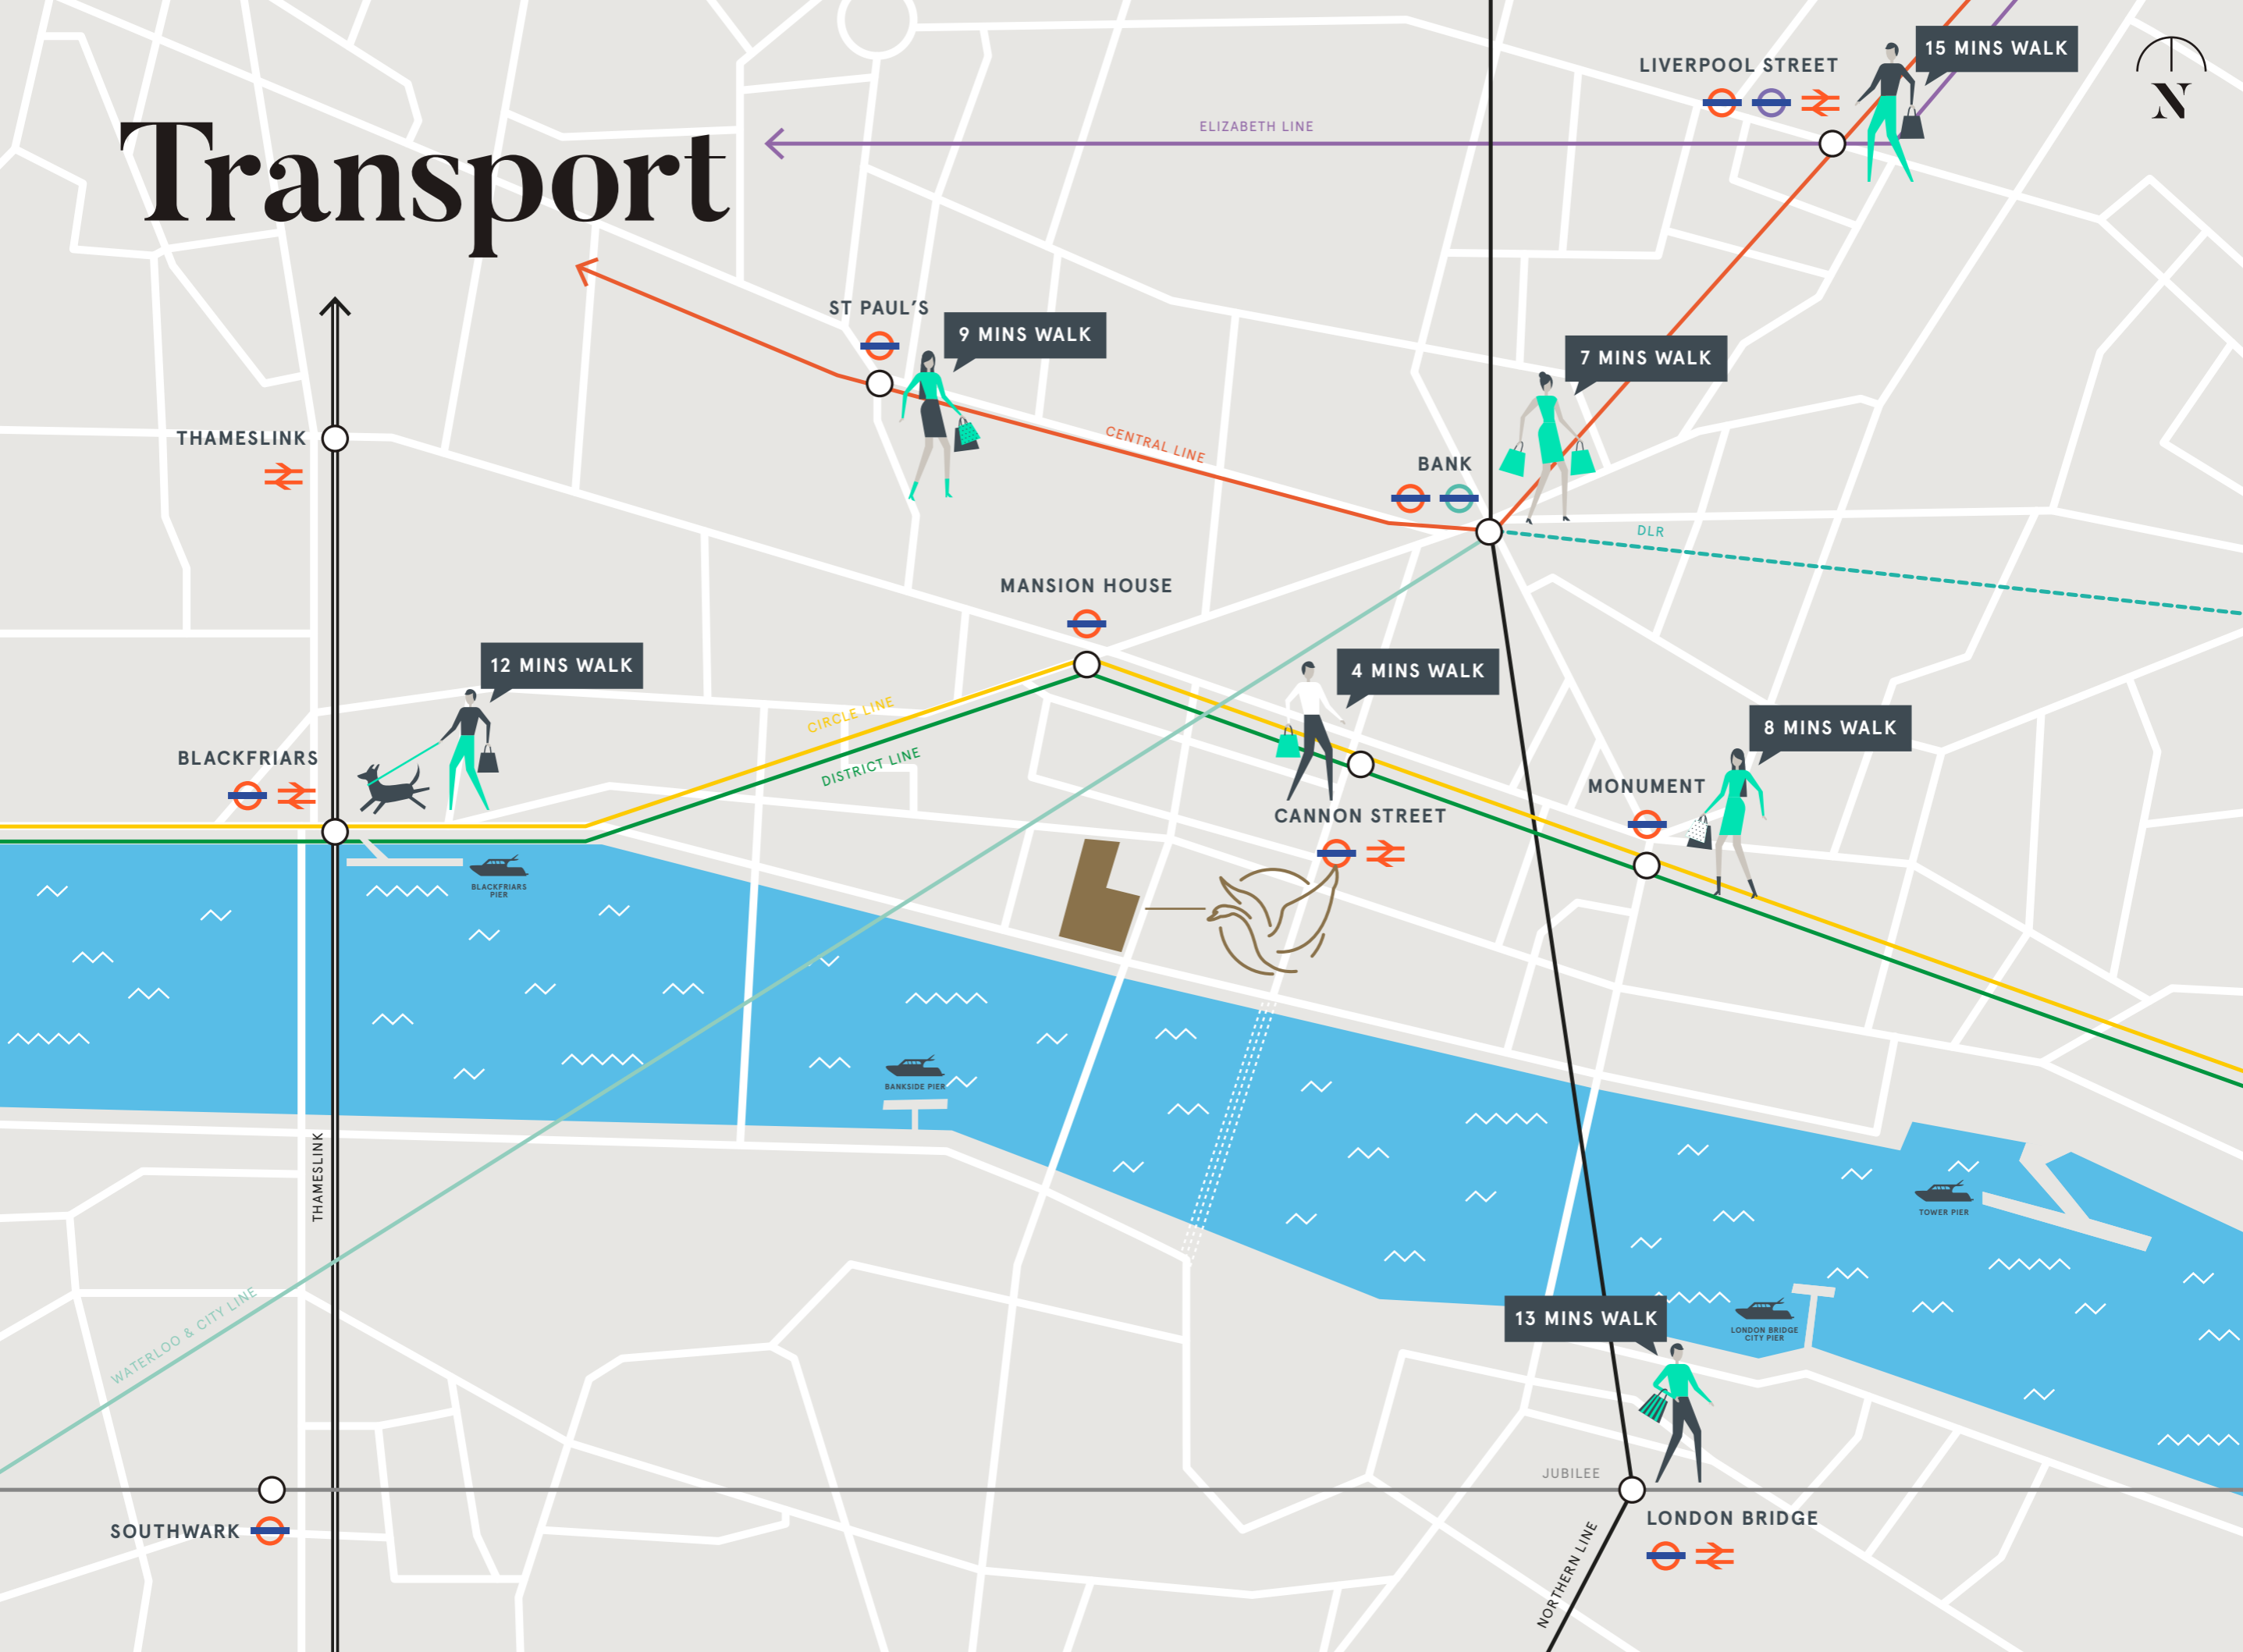 15 MINS WALK
LIVERPOOL STREET
N
ELIZABETH LINE
Transport
ST PAUL'S
9 MINS WALK
7 MINS WALK
THAMESLINK
CENTRAL LINE
BANK
DLR
MANSION HOUSE
12 MINS WALK
4 MINS WALK
CIRCLE LINE
DISTRICT LINE
8 MINS WALK
BLACKFRIARS
MONUMENT
CANNON STREET
BLACKFRIARS
PIER
BANKSIDE PIER
THAMESLINK
TOWER PIER
WATERLOO & CITY LINE
13 MINS WALK
LONDON BRIDGE
CITY PIER
JUBILEE
SOUTHWARK
LONDON BRIDGE
NORTHERN LINE